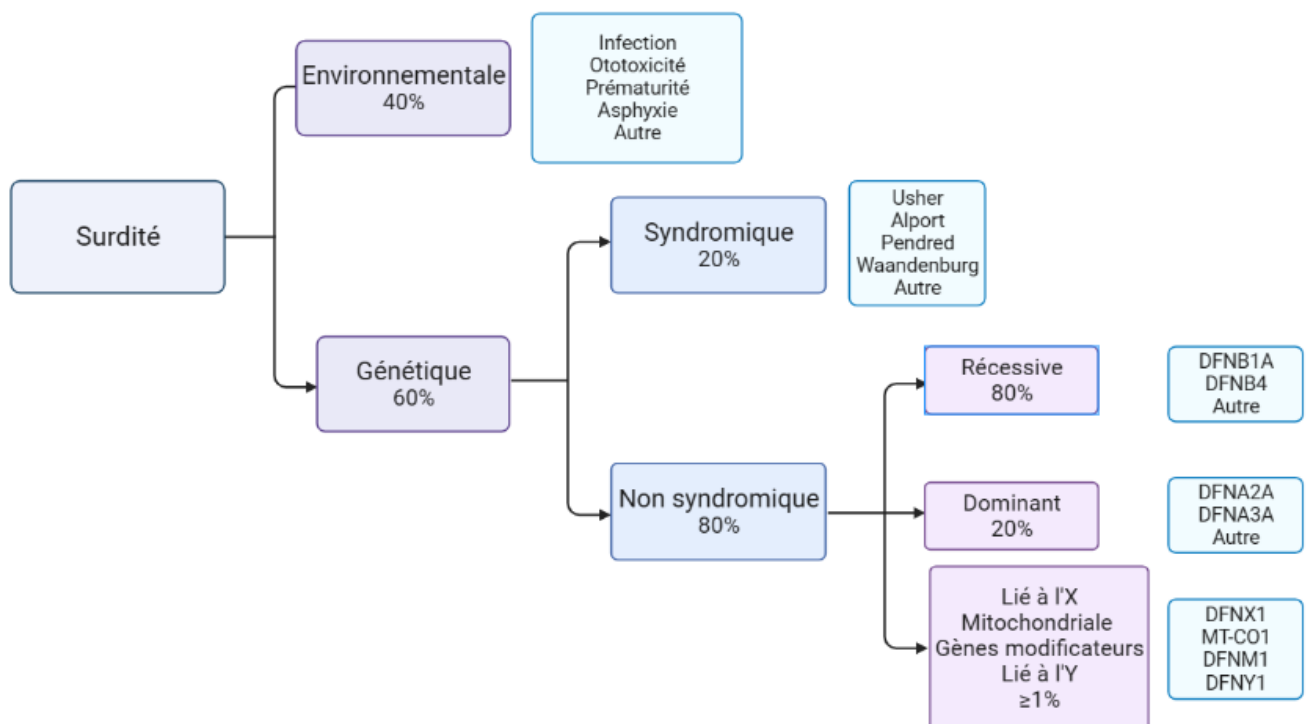 Environnementale
40%
Infection
Ototoxicité
Prématurité
Asphyxie
Autre
Surdité
Syndromique
20%
Usher
Alport
Pendred
Waandenburg
Autre
Génétique
60%
Récessive
80%
DFNB1A
DFNB4
Autre
Non syndromique
80%
Dominant
20%
DFNA2A
DFNA3A
Autre
Lié à l'X
Mitochondriale
Gènes modificateurs
Lié à l'Y
≥1%
DFNX1
MT-CO1
DFNM1
DFNY1